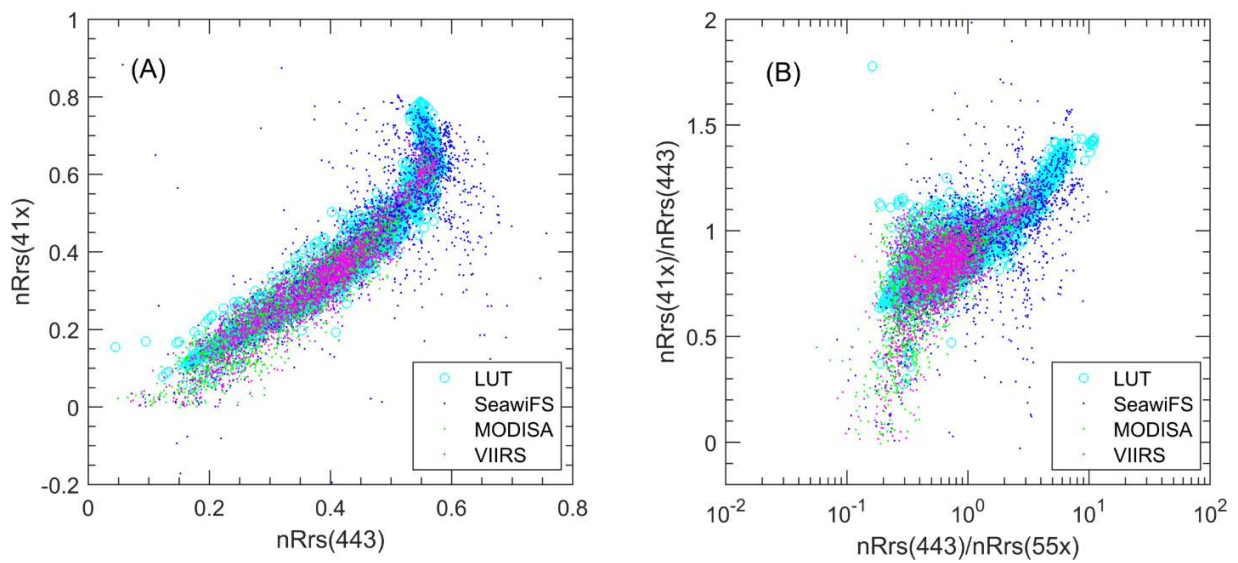 (A)
nRrs(41x)
1
0.8
0.6
0.4
0.2
0
-0.2
0
0.2
0.4
0.6
0.8
nRrs(443)
LUT
SeawiFS
MODISA
VIIRS
(B)
nRrs(41x)/nRrs(443)
2
1.5
1
0.5
0
10^-2
10^-1
10^0
10^1
10^2
nRrs(443)/nRrs(55x)
LUT
SeawiFS
MODISA
VIIRS